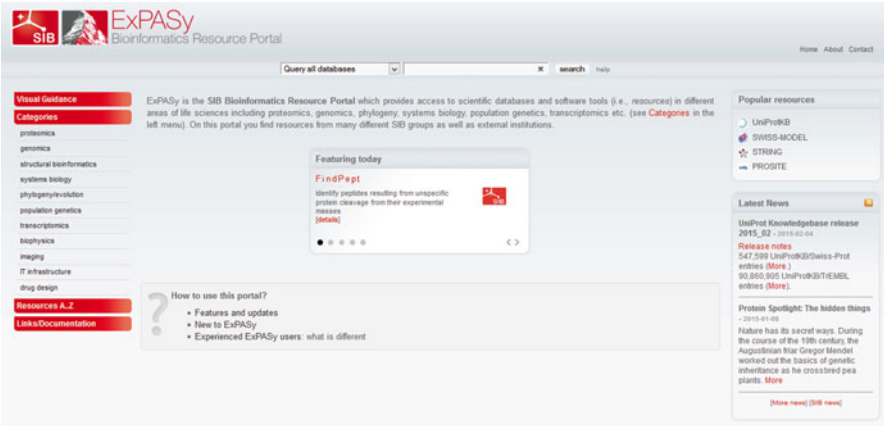 SIB
ExPASy
Bioinformatics Resource Portal
Home About Contact
Query all databases
search help
Visual Guidance
Categories
proteomics
genomics
structural bioinformatics
systems biology
phylogeny/evolution
population genetics
transcriptomics
biophysics
imaging
IT infrastructure
drug design
Resources A..Z
Links/Documentation
ExPASy is the SIB Bioinformatics Resource Portal which provides access to scientific databases and software tools (i.e., resources) in different
areas of life sciences including proteomics, genomics, phylogeny, systems biology, population genetics, transcriptomics etc. (see Categories in the
left menu). On this portal you find resources from many different SIB groups as well as external institutions.
Featuring today
FindPept
Identify peptides resulting from unspecific
protein cleavage from their experimental
masses
[details]
SIB
How to use this portal?
Features and updates
New to ExPASy
Experienced ExPASy users: what is different
Popular resources
UniProtKB
SWISS-MODEL
STRING
PROSITE
Latest News
UniProt Knowledgebase release
2015_02 - 2015-02-04
Release notes
547,599 UniProtKB/Swiss-Prot
entries (More.)
90,860,905 UniProtKB/TrEMBL
entries (More).
Protein Spotlight: The hidden things
- 2015-01-08
Nature has its secret ways. During
the course of the 19th century, the
Augustinian friar Gregor Mendel
worked out the basics of genetic
inheritance as he crossbred pea
plants. More
[More news] [SIB news]